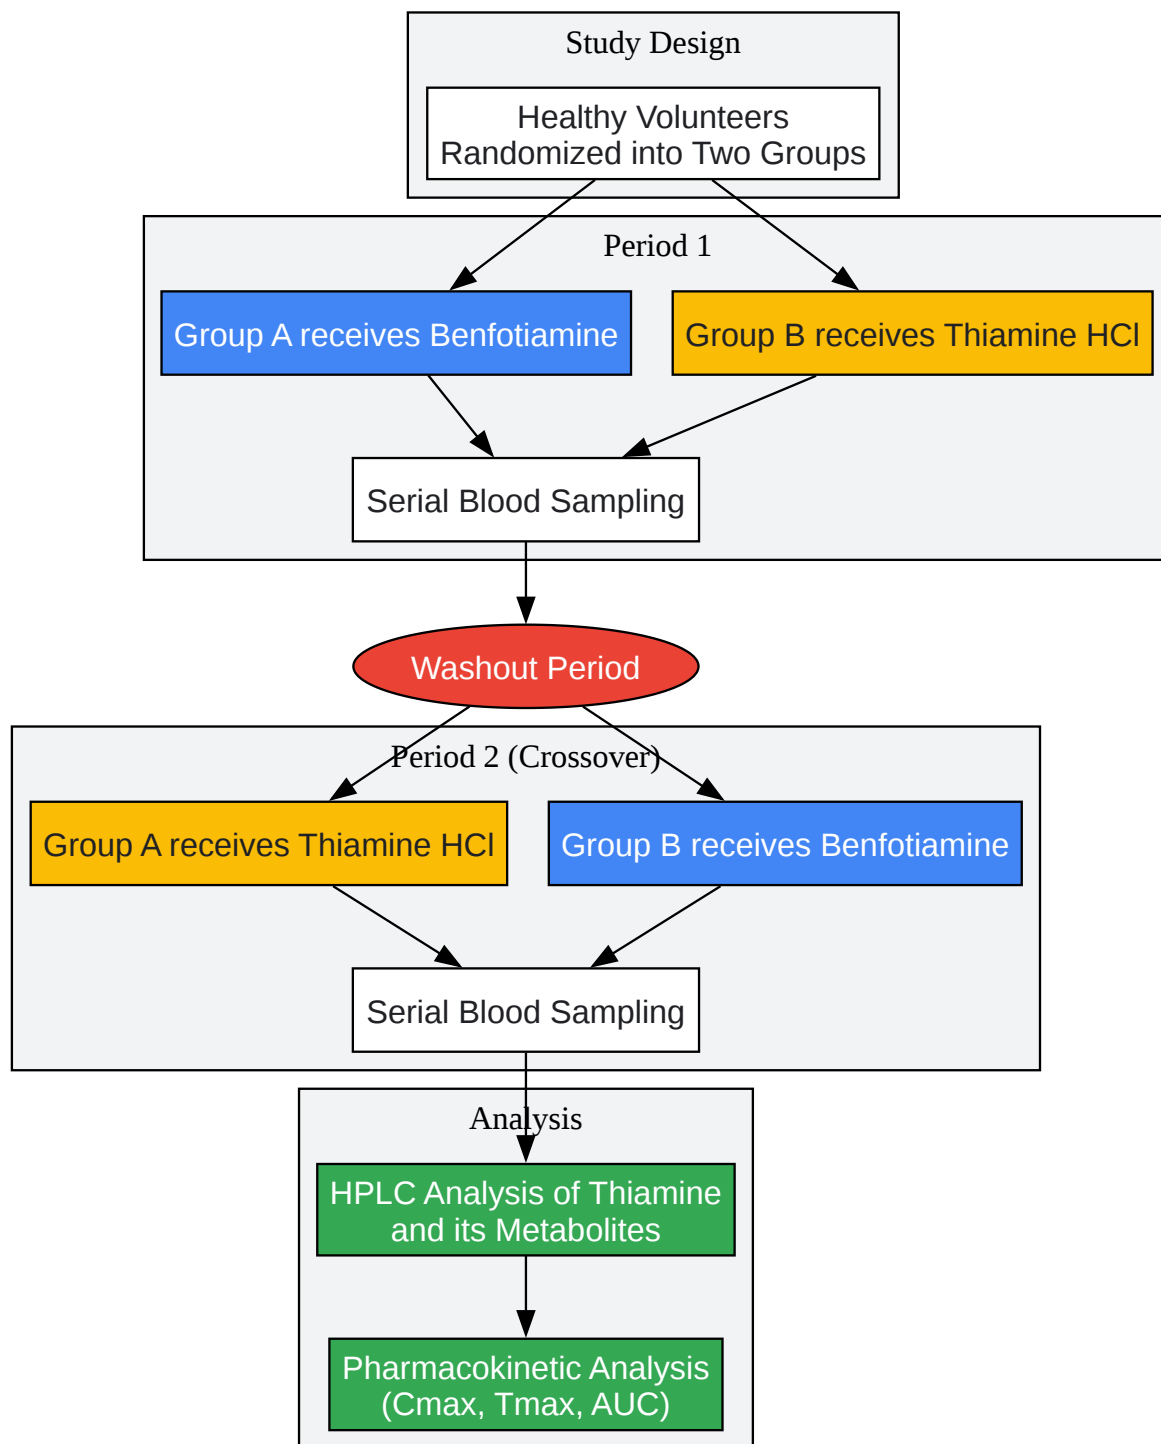 Study Design
Healthy Volunteers
Randomized into Two Groups
Period 1
Group A receives Benfotiamine
Group B receives Thiamine HCl
Serial Blood Sampling
Washout Period
Period 2 (Crossover)
Group A receives Thiamine HCl
Group B receives Benfotiamine
Serial Blood Sampling
Analysis
HPLC Analysis of Thiamine
and its Metabolites
Pharmacokinetic Analysis
(Cmax, Tmax, AUC)